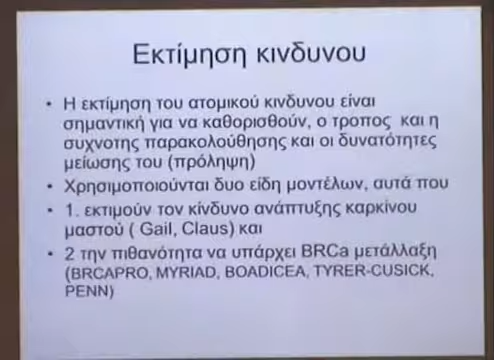 Εκτίμηση κινδυνου
• Η εκτίμηση του ατομικού κινδυνου είναι
σημαντική για να καθορισθούν, ο τροπος και η
συχνοτης παρακολούθησης και οι δυνατότητες
μείωσης του (πρόληψη)
• Χρησιμοποιούνται δυο είδη μοντέλων, αυτά που
• 1. εκτιμούν τον κίνδυνο ανάπτυξης καρκίνου
μαστού ( Gail, Claus) και
• 2 την πιθανότητα να υπάρχει BRCa μετάλλαξη
(BRCAPRO, MYRIAD, BOADICEA, TYRER-CUSICK,
PENN)